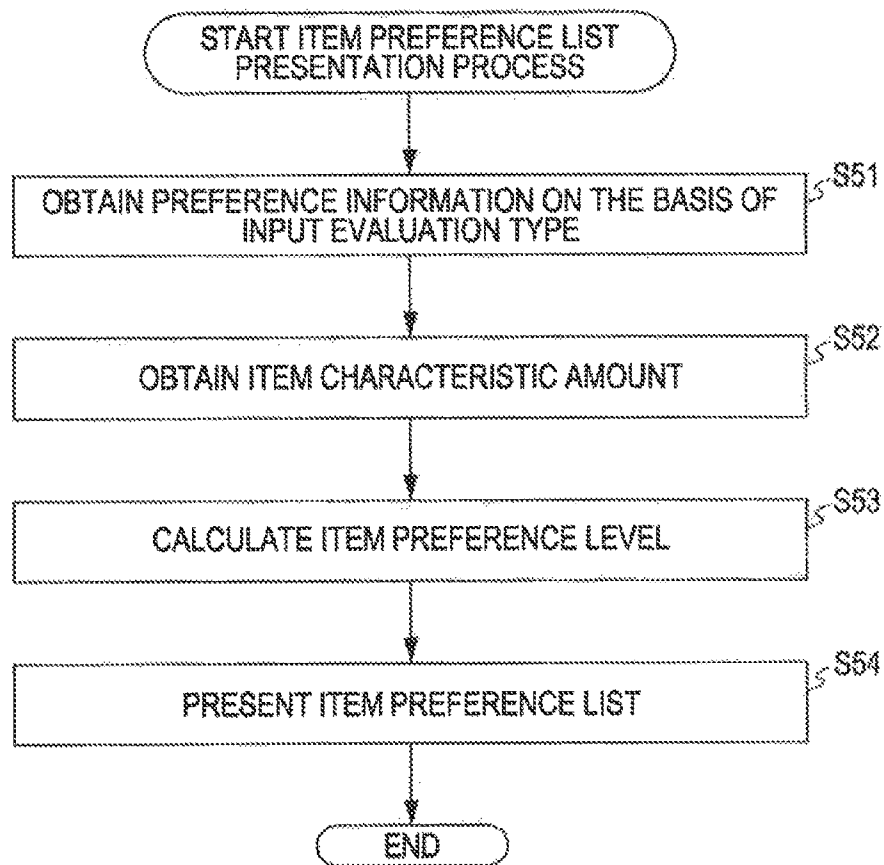 START ITEM PREFERENCE LIST
PRESENTATION PROCESS
S51
OBTAIN PREFERENCE INFORMATION ON THE BASIS OF
INPUT EVALUATION TYPE
S52
OBTAIN ITEM CHARACTERISTIC AMOUNT
S53
CALCULATE ITEM PREFERENCE LEVEL
S54
PRESENT ITEM PREFERENCE LIST
END